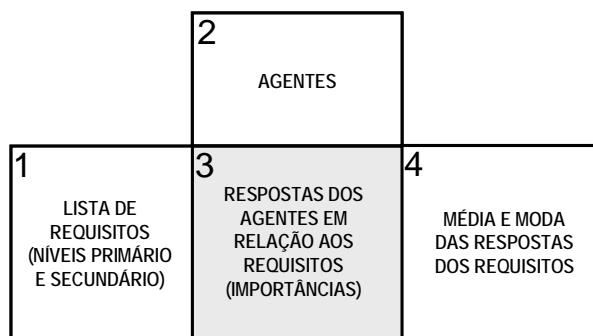 2
AGENTES
1
LISTA DE
REQUISITOS
(NÍVEIS PRIMÁRIO
E SECUNDÁRIO)
3
RESPOSTAS DOS
AGENTES EM
RELAÇÃO AOS
REQUISITOS
(IMPORTÂNCIAS)
4
MÉDIA E MODA
DAS RESPOSTAS
DOS REQUISITOS